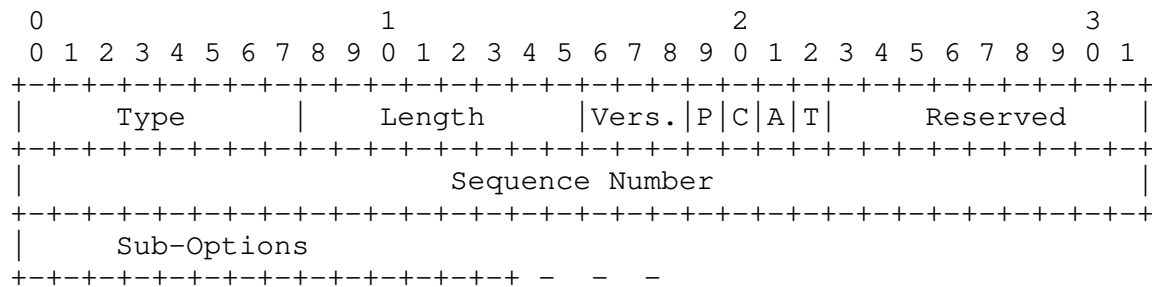 0                   1                   2                   3
 0 1 2 3 4 5 6 7 8 9 0 1 2 3 4 5 6 7 8 9 0 1 2 3 4 5 6 7 8 9 0 1
+-+-+-+-+-+-+-+-+-+-+-+-+-+-+-+-+-+-+-+-+-+-+-+-+-+-+-+-+-+-+-+-+
|     Type      |    Length     |Vers.|P|C|A|T|     Reserved    |
+-+-+-+-+-+-+-+-+-+-+-+-+-+-+-+-+-+-+-+-+-+-+-+-+-+-+-+-+-+-+-+-+
|                        Sequence Number                        |
+-+-+-+-+-+-+-+-+-+-+-+-+-+-+-+-+-+-+-+-+-+-+-+-+-+-+-+-+-+-+-+-+
|     Sub-Options
+-+-+-+-+-+-+-+-+-+-+-+-+-+-+ -  -  -